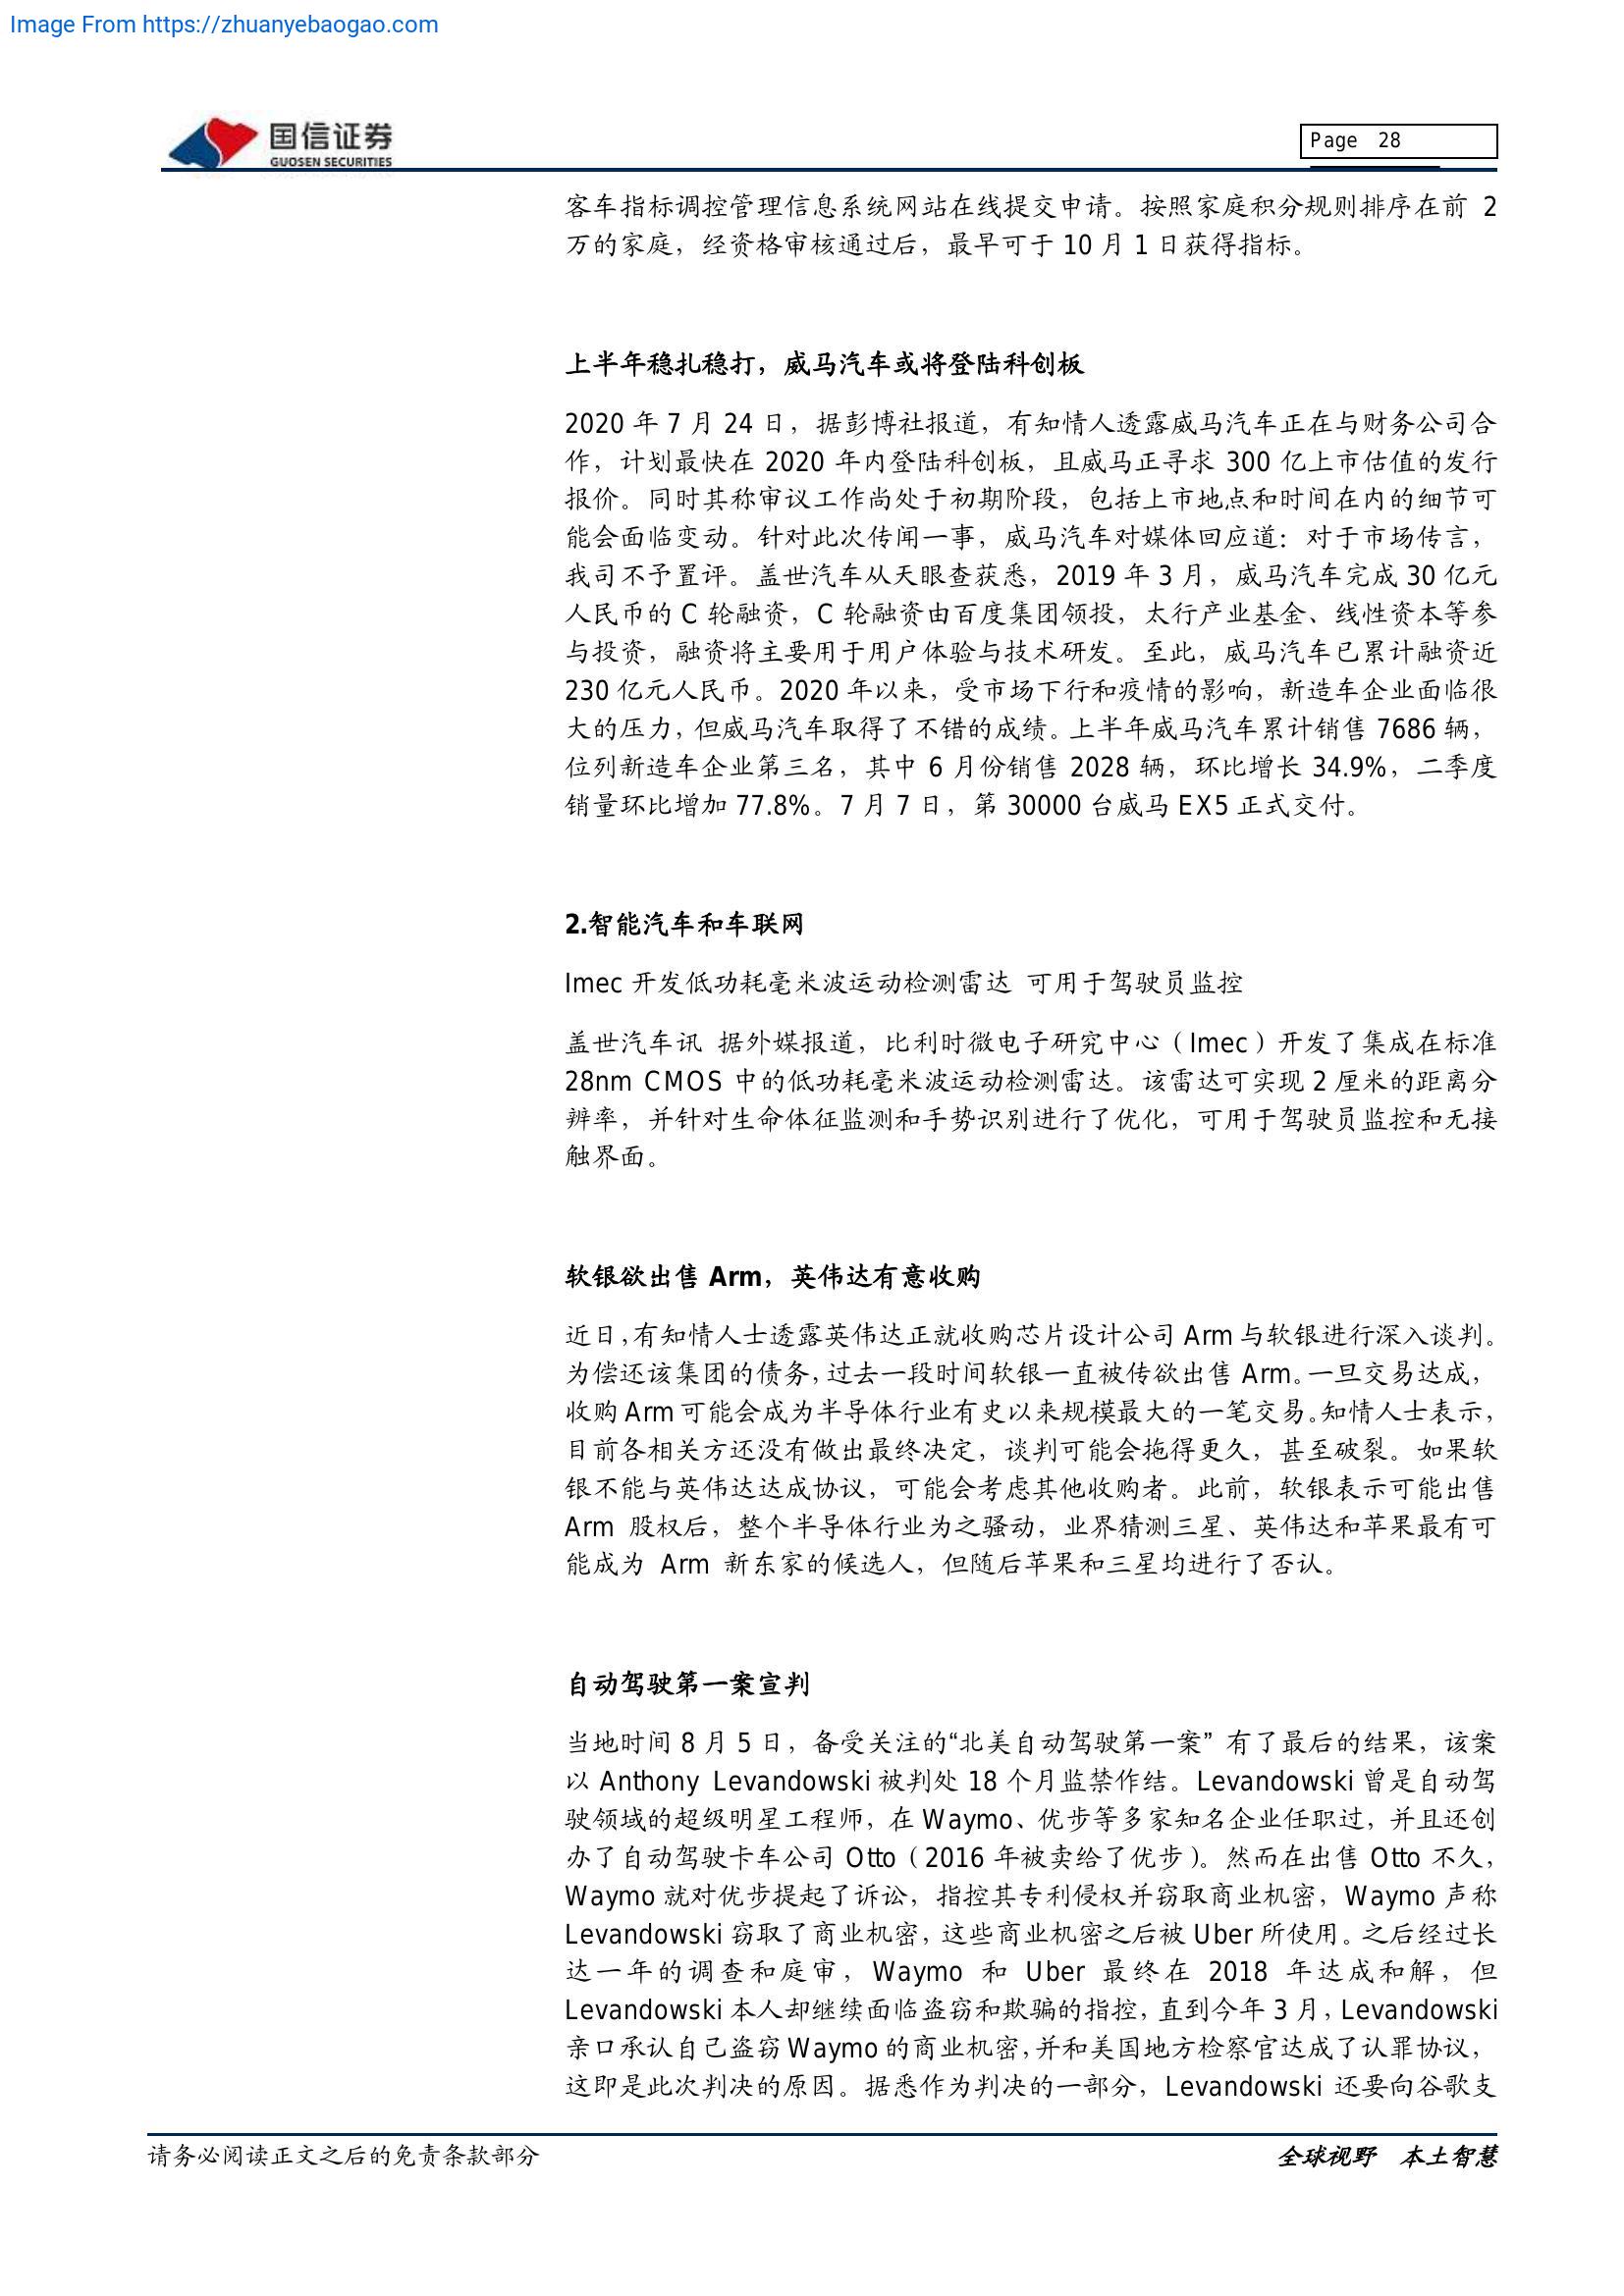 Image From https://zhuanyebaogao.com
国信证券
GUOSEN SECURITIES
Page 28
客车指标调控管理信息系统网站在线提交申请。按照家庭积分规则排序在前 2
万的家庭，经资格审核通过后，最早可于 10 月 1 日获得指标。
上半年稳扎稳打，威马汽车或将登陆科创板
2020 年 7 月 24 日，据彭博社报道，有知情人透露威马汽车正在与财务公司合
作，计划最快在 2020 年内登陆科创板，且威马正寻求 300 亿上市估值的发行
报价。同时其称审议工作尚处于初期阶段，包括上市地点和时间在内的细节可
能会面临变动。针对此次传闻一事，威马汽车对媒体回应道：对于市场传言，
我司不予置评。盖世汽车从天眼查获悉，2019 年 3 月，威马汽车完成 30 亿元
人民币的 C 轮融资，C 轮融资由百度集团领投，太行产业基金、线性资本等参
与投资，融资将主要用于用户体验与技术研发。至此，威马汽车已累计融资近
230 亿元人民币。2020 年以来，受市场下行和疫情的影响，新造车企业面临很
大的压力，但威马汽车取得了不错的成绩。上半年威马汽车累计销售 7686 辆，
位列新造车企业第三名，其中 6 月份销售 2028 辆，环比增长 34.9%，二季度
销量环比增加 77.8%。7 月 7 日，第 30000 台威马 EX5 正式交付。
2.智能汽车和车联网
Imec 开发低功耗毫米波运动检测雷达 可用于驾驶员监控
盖世汽车讯 据外媒报道，比利时微电子研究中心（Imec）开发了集成在标准
28nm CMOS 中的低功耗毫米波运动检测雷达。该雷达可实现 2 厘米的距离分
辨率，并针对生命体征监测和手势识别进行了优化，可用于驾驶员监控和无接
触界面。
软银欲出售 Arm，英伟达有意收购
近日，有知情人士透露英伟达正就收购芯片设计公司 Arm 与软银进行深入谈判。
为偿还该集团的债务，过去一段时间软银一直被传欲出售 Arm。一旦交易达成，
收购 Arm 可能会成为半导体行业有史以来规模最大的一笔交易。知情人士表示，
目前各相关方还没有做出最终决定，谈判可能会拖得更久，甚至破裂。如果软
银不能与英伟达达成协议，可能会考虑其他收购者。此前，软银表示可能出售
Arm 股权后，整个半导体行业为之骚动，业界猜测三星、英伟达和苹果最有可
能成为 Arm 新东家的候选人，但随后苹果和三星均进行了否认。
自动驾驶第一案宣判
当地时间 8 月 5 日，备受关注的“北美自动驾驶第一案” 有了最后的结果，该案
以 Anthony Levandowski 被判处 18 个月监禁作结。Levandowski 曾是自动驾
驶领域的超级明星工程师，在 Waymo、优步等多家知名企业任职过，并且还创
办了自动驾驶卡车公司 Otto（2016 年被卖给了优步）。然而在出售 Otto 不久，
Waymo 就对优步提起了诉讼，指控其专利侵权并窃取商业机密，Waymo 声称
Levandowski 窃取了商业机密，这些商业机密之后被 Uber 所使用。之后经过长
达一年的调查和庭审，Waymo 和 Uber 最终在 2018 年达成和解，但
Levandowski 本人却继续面临盗窃和欺骗的指控，直到今年 3 月，Levandowski
亲口承认自己盗窃 Waymo 的商业机密，并和美国地方检察官达成了认罪协议，
这即是此次判决的原因。据悉作为判决的一部分，Levandowski 还要向谷歌支
请务必阅读正文之后的免责条款部分
全球视野 本土智慧